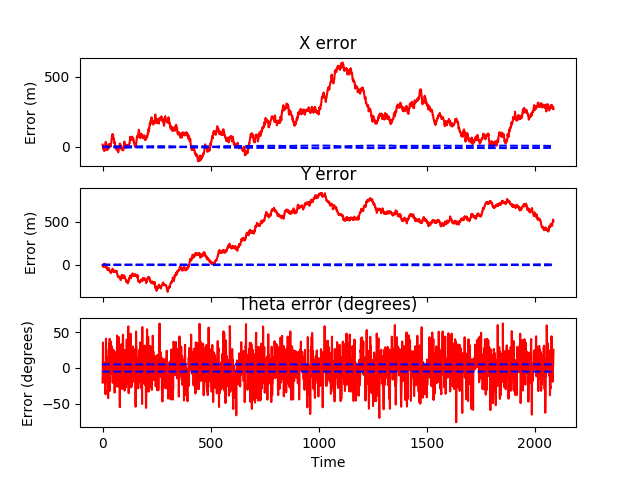 X error
500
0
Error (m)
Y error
500
0
Error (m)
Theta error (degrees)
50
0
−50
Error (degrees)
0 500 1000 1500 2000
Time